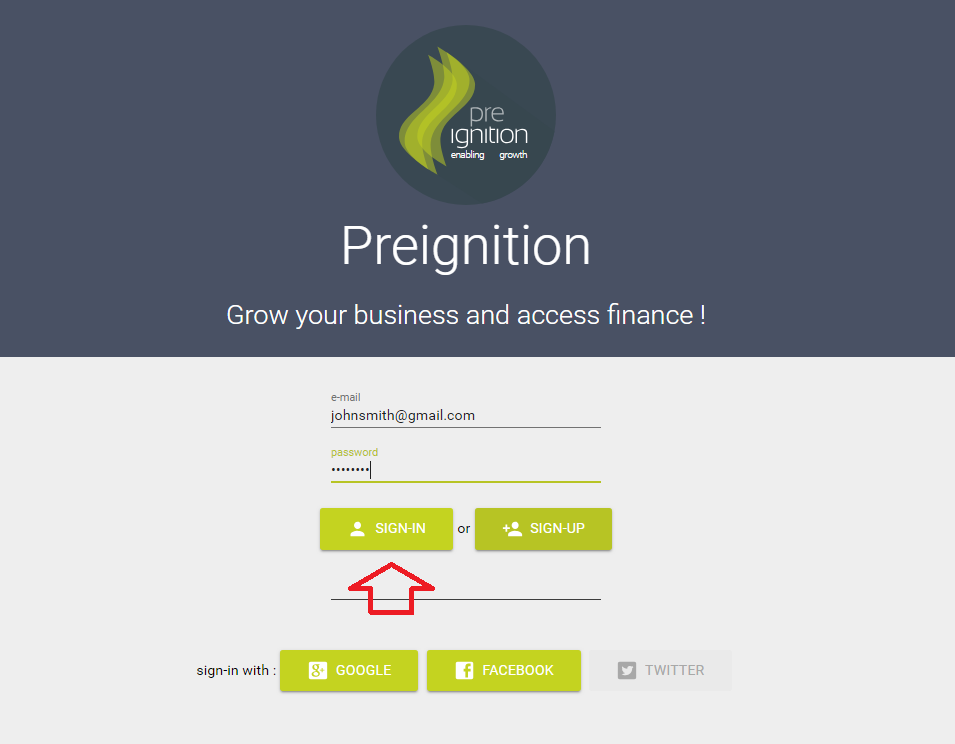 pre
ignition
enabling growth
Preignition
Grow your business and access finance !
e-mail
johnsmith@gmail.com
password
••••••••
SIGN-IN or SIGN-UP
sign-in with : GOOGLE FACEBOOK TWITTER